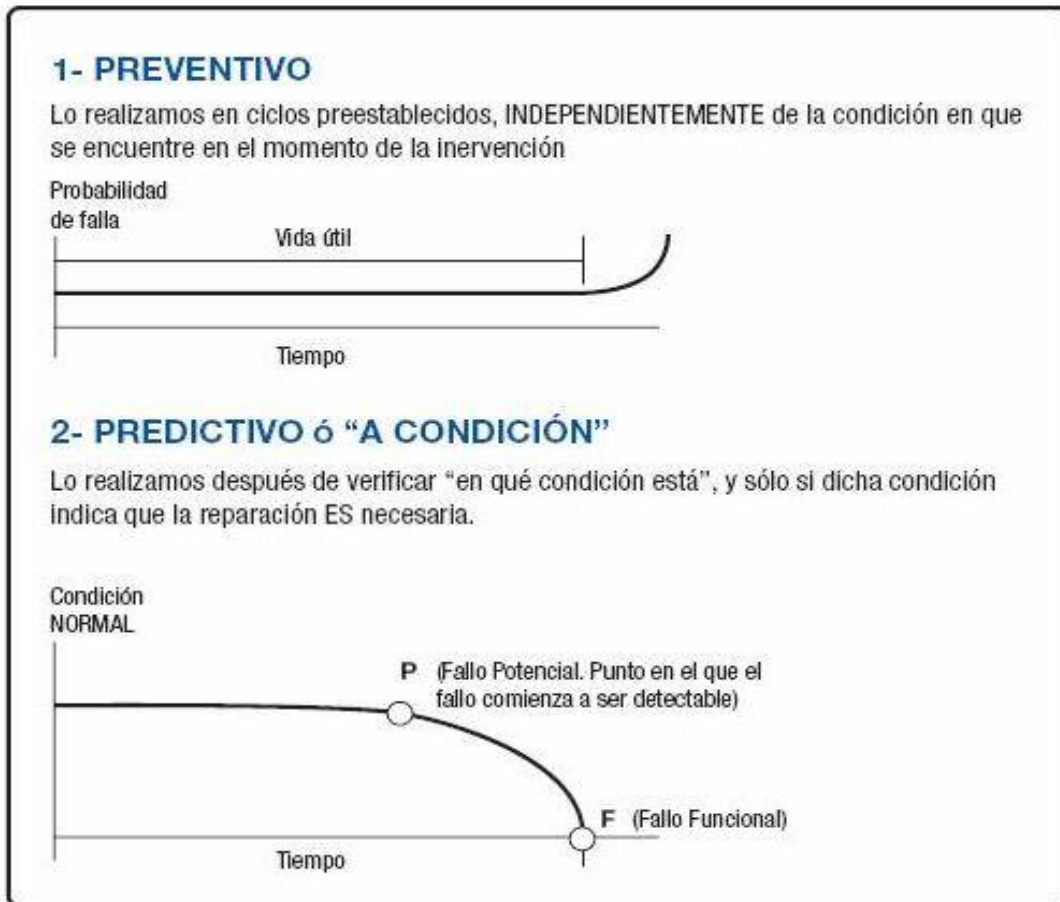 1- PREVENTIVO
Lo realizamos en ciclos preestablecidos, INDEPENDIENTEMENTE de la condición en que
se encuentre en el momento de la inervención
Probabilidad
de falla
Vida útil
Tiempo
2- PREDICTIVO ó “A CONDICIÓN”
Lo realizamos después de verificar “en qué condición está”, y sólo si dicha condición
indica que la reparación ES necesaria.
Condición
NORMAL
P (Fallo Potencial. Punto en el que el
fallo comienza a ser detectable)
F (Fallo Funcional)
Tiempo